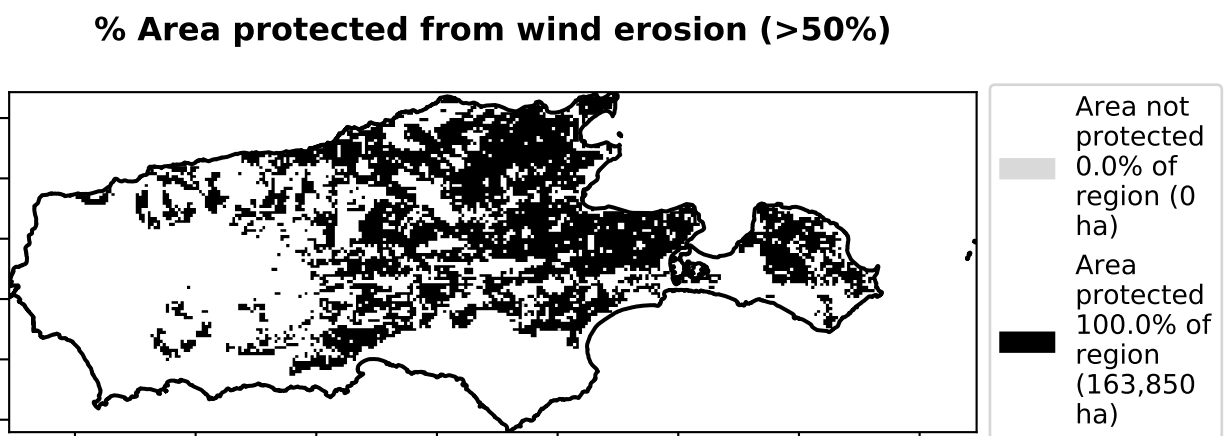 % Area protected from wind erosion (>50%)
Area not
protected
0.0% of
region (0
ha)
Area
protected
100.0% of
region
(163,850
ha)